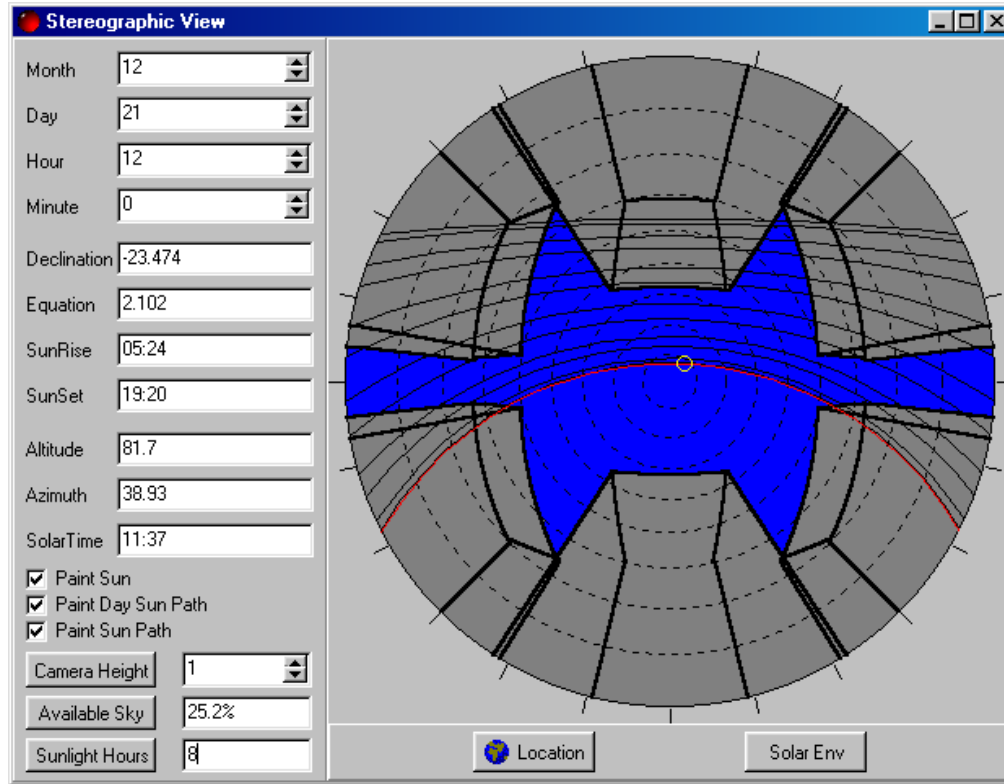 Stereographic View
Month 12
Day 21
Hour 12
Minute 0
Declination -23.474
Equation 2.102
SunRise 05:24
SunSet 19:20
Altitude 81.7
Azimuth 38.93
SolarTime 11:37
Paint Sun
Paint Day Sun Path
Paint Sun Path
Camera Height 1
Available Sky 25.2%
Sunlight Hours 8
Location
Solar Env